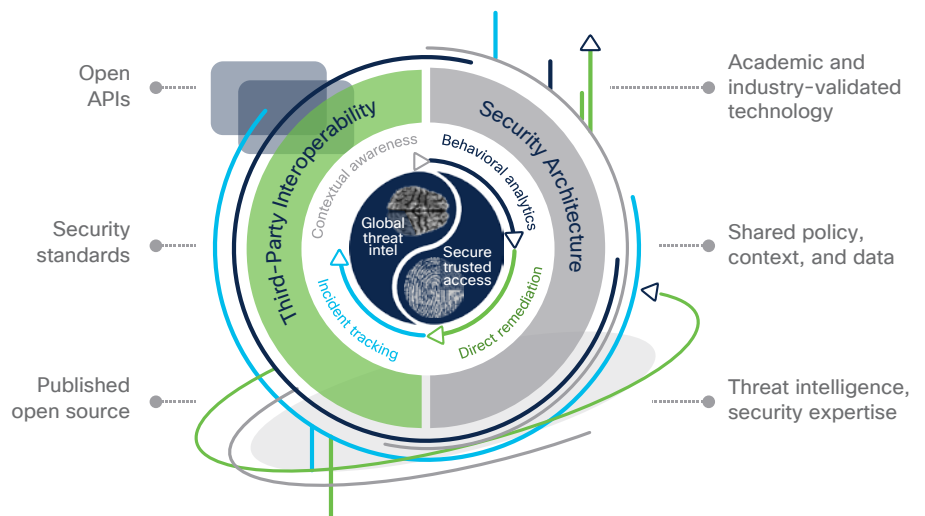 Open
APIs
Security
standards
Published
open source
Third-Party Interoperability
Security Architecture
Contextual awareness
Behavioral analytics
Direct remediation
Incident tracking
Global
threat
intel
Secure
trusted
access
Academic and
industry-validated
technology
Shared policy,
context, and data
Threat intelligence,
security expertise